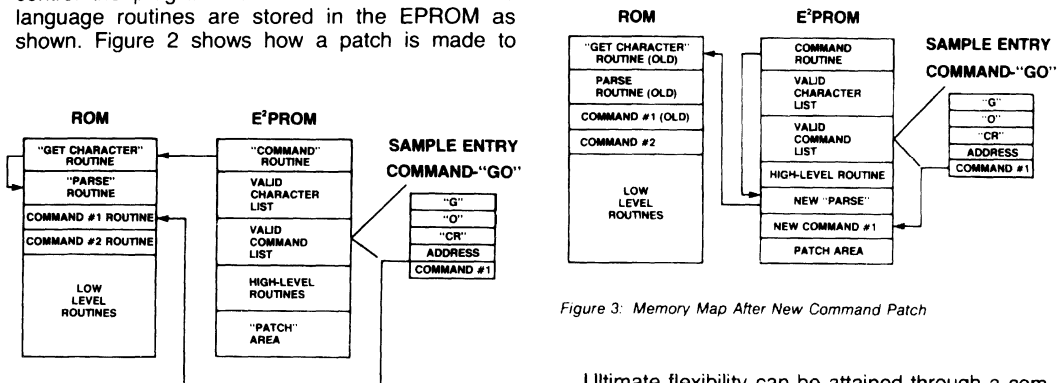 language routines are stored in the EPROM as
shown. Figure 2 shows how a patch is made to
ROM
E²PROM
"GET CHARACTER"
ROUTINE
"PARSE"
ROUTINE
COMMAND #1 ROUTINE
COMMAND #2 ROUTINE
LOW
LEVEL
ROUTINES
"COMMAND"
ROUTINE
VALID
CHARACTER
LIST
VALID
COMMAND
LIST
HIGH-LEVEL
ROUTINES
"PATCH"
AREA
SAMPLE ENTRY
COMMAND-"GO"
"G"
"O"
"CR"
ADDRESS
COMMAND #1
ROM
E²PROM
"GET CHARACTER"
ROUTINE (OLD)
PARSE
ROUTINE (OLD)
COMMAND #1 (OLD)
COMMAND #2
LOW
LEVEL
ROUTINES
COMMAND
ROUTINE
VALID
CHARACTER
LIST
VALID
COMMAND
LIST
HIGH-LEVEL ROUTINE
NEW "PARSE"
NEW COMMAND #1
PATCH AREA
SAMPLE ENTRY
COMMAND-"GO"
"G"
"O"
"CR"
ADDRESS
COMMAND #1
Figure 3: Memory Map After New Command Patch
Ultimate flexibility can be attained through a com-